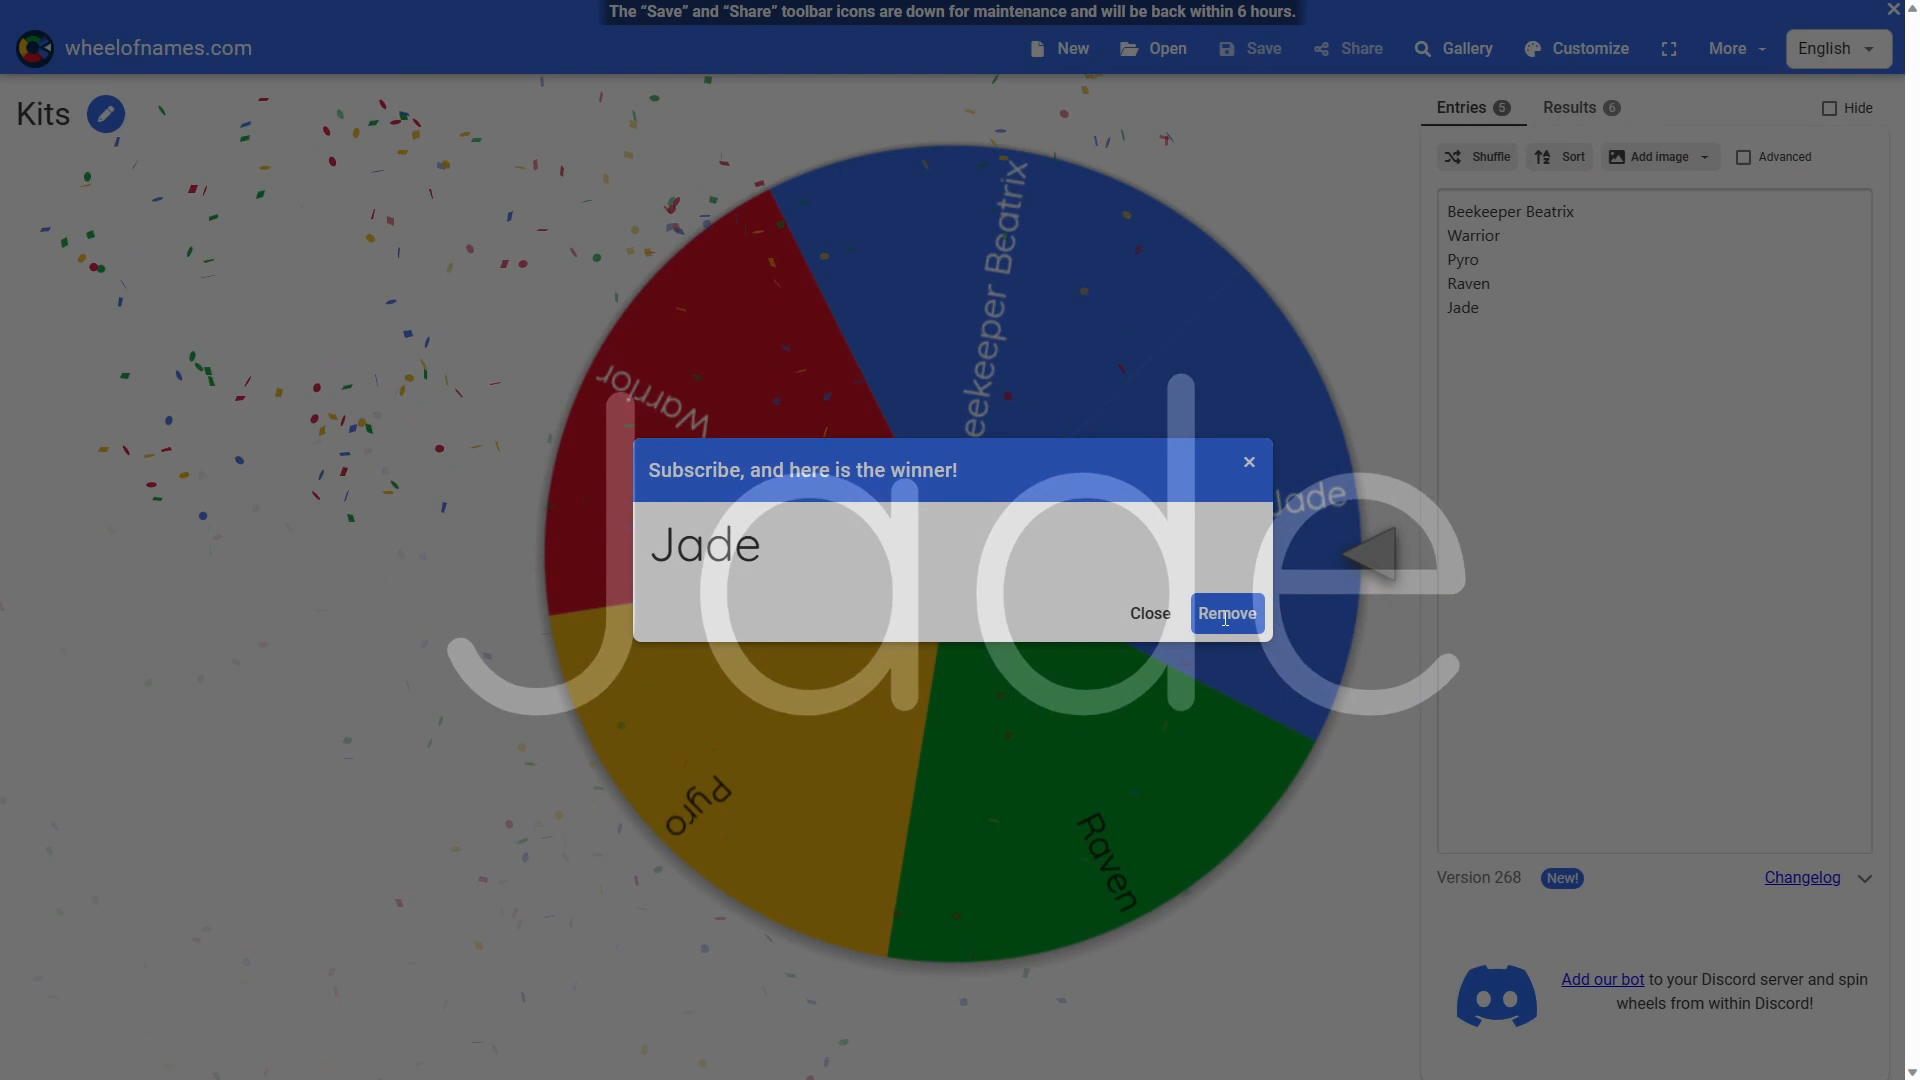 The “Save” and “Share” toolbar icons are down for maintenance and will be back within 6 hours.
wheelofnames.com
New
Open
Save
Share
Gallery
Customize
More
English
Kits
Entries 5
Results 6
Hide
Shuffle
Sort
Add image
Advanced
Beekeeper Beatrix
Warrior
Pyro
Raven
Jade
eekeeper Beatrix
Warrior
Jade
Pyro
Raven
Subscribe, and here is the winner!
Jade
Close
Remove
Jade
Version 268
New!
Changelog
Add our bot to your Discord server and spin
wheels from within Discord!